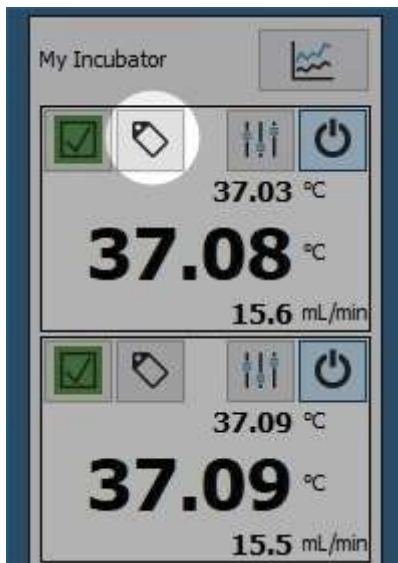 My Incubator
37.03 °C
37.08 °C
15.6 mL/min
37.09 °C
37.09 °C
15.5 mL/min